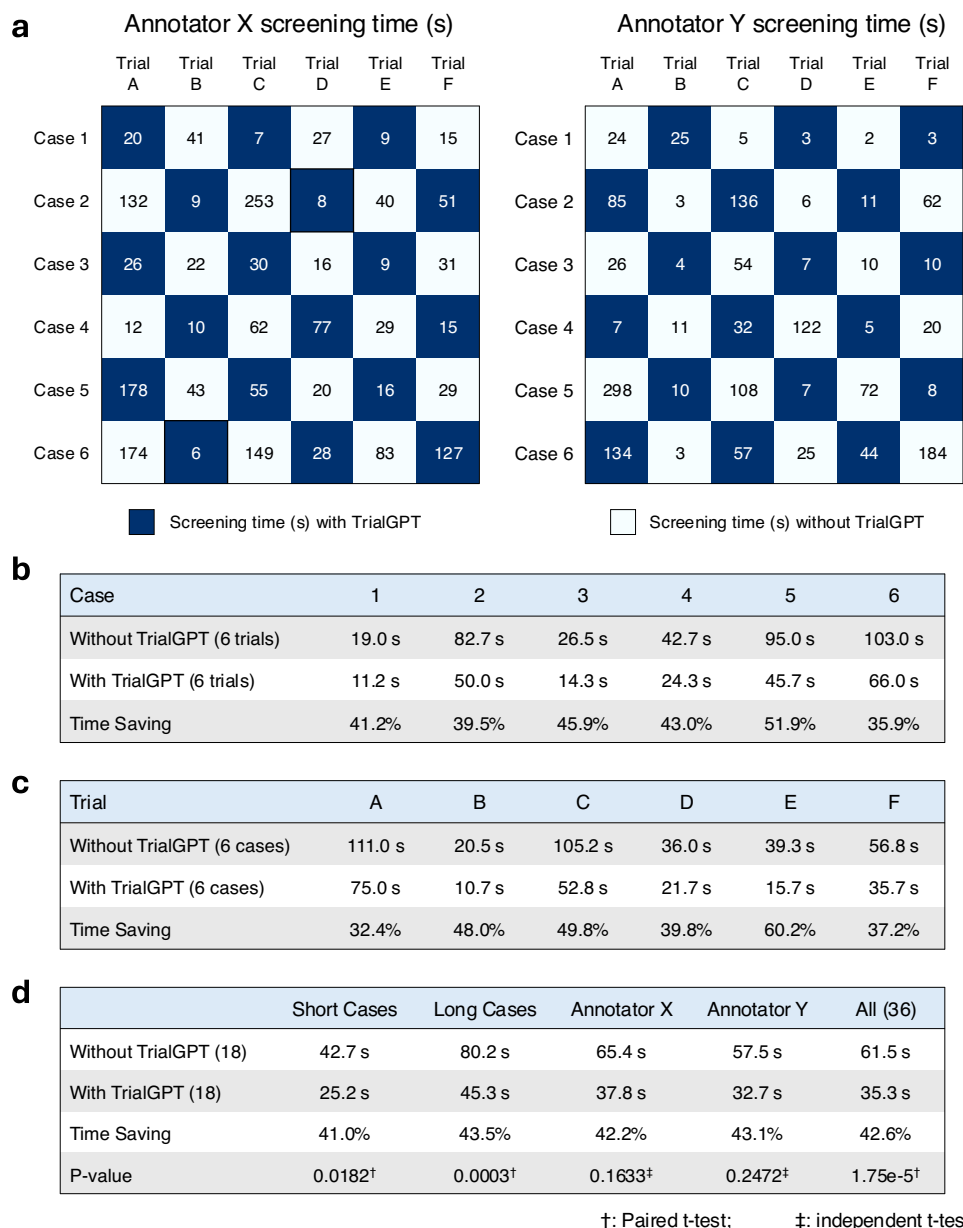 a
Annotator X screening time (s)
Annotator Y screening time (s)
Trial A Trial B Trial C Trial D Trial E Trial F
Trial A Trial B Trial C Trial D Trial E Trial F
Case 1 20 41 7 27 9 15
Case 1 24 25 5 3 2 3
Case 2 132 9 253 8 40 51
Case 2 85 3 136 6 11 62
Case 3 26 22 30 16 9 31
Case 3 26 4 54 7 10 10
Case 4 12 10 62 77 29 15
Case 4 7 11 32 122 5 20
Case 5 178 43 55 20 16 29
Case 5 298 10 108 7 72 8
Case 6 174 6 149 28 83 127
Case 6 134 3 57 25 44 184
Screening time (s) with TrialGPT
Screening time (s) without TrialGPT
b
Case 1 2 3 4 5 6
Without TrialGPT (6 trials) 19.0 s 82.7 s 26.5 s 42.7 s 95.0 s 103.0 s
With TrialGPT (6 trials) 11.2 s 50.0 s 14.3 s 24.3 s 45.7 s 66.0 s
Time Saving 41.2% 39.5% 45.9% 43.0% 51.9% 35.9%
c
Trial A B C D E F
Without TrialGPT (6 cases) 111.0 s 20.5 s 105.2 s 36.0 s 39.3 s 56.8 s
With TrialGPT (6 cases) 75.0 s 10.7 s 52.8 s 21.7 s 15.7 s 35.7 s
Time Saving 32.4% 48.0% 49.8% 39.8% 60.2% 37.2%
d
Short Cases Long Cases Annotator X Annotator Y All (36)
Without TrialGPT (18) 42.7 s 80.2 s 65.4 s 57.5 s 61.5 s
With TrialGPT (18) 25.2 s 45.3 s 37.8 s 32.7 s 35.3 s
Time Saving 41.0% 43.5% 42.2% 43.1% 42.6%
P-value 0.0182† 0.0003† 0.1633‡ 0.2472‡ 1.75e-5†
†: Paired t-test; ‡: independent t-tes